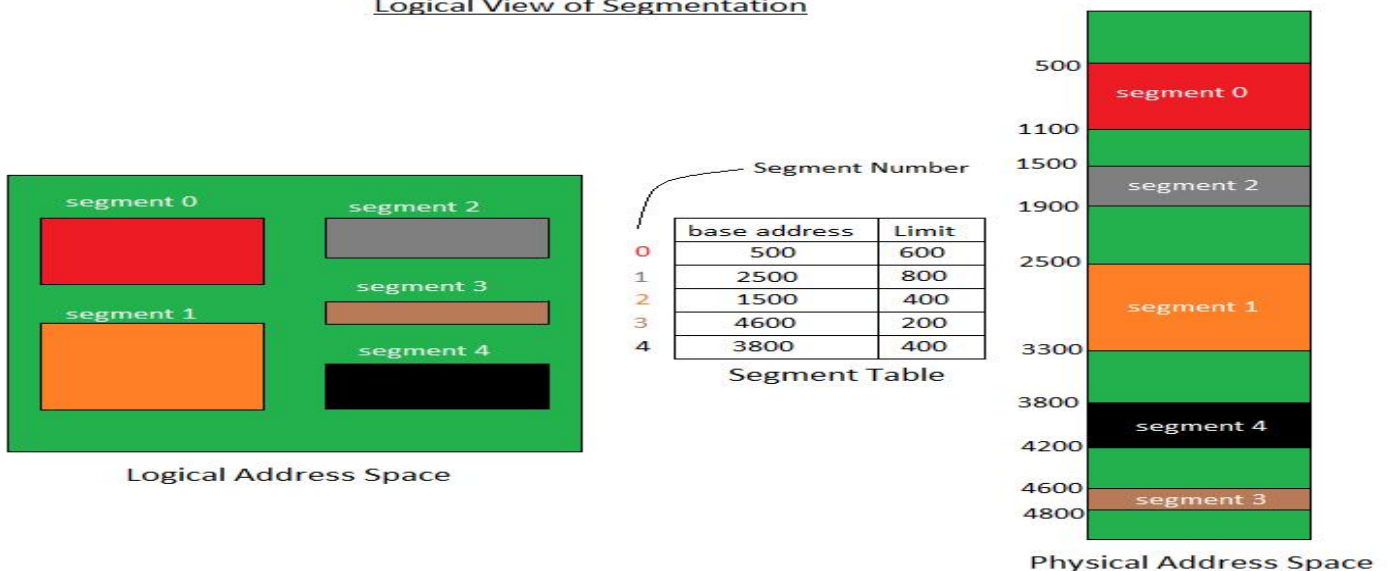 Logical View of Segmentation
segment 0
segment 2
segment 3
segment 1
segment 4
Logical Address Space
Segment Number
base address Limit
0 500 600
1 2500 800
2 1500 400
3 4600 200
4 3800 400
Segment Table
500
segment 0
1100
1500
segment 2
1900
2500
segment 1
3300
3800
segment 4
4200
4600
segment 3
4800
Physical Address Space